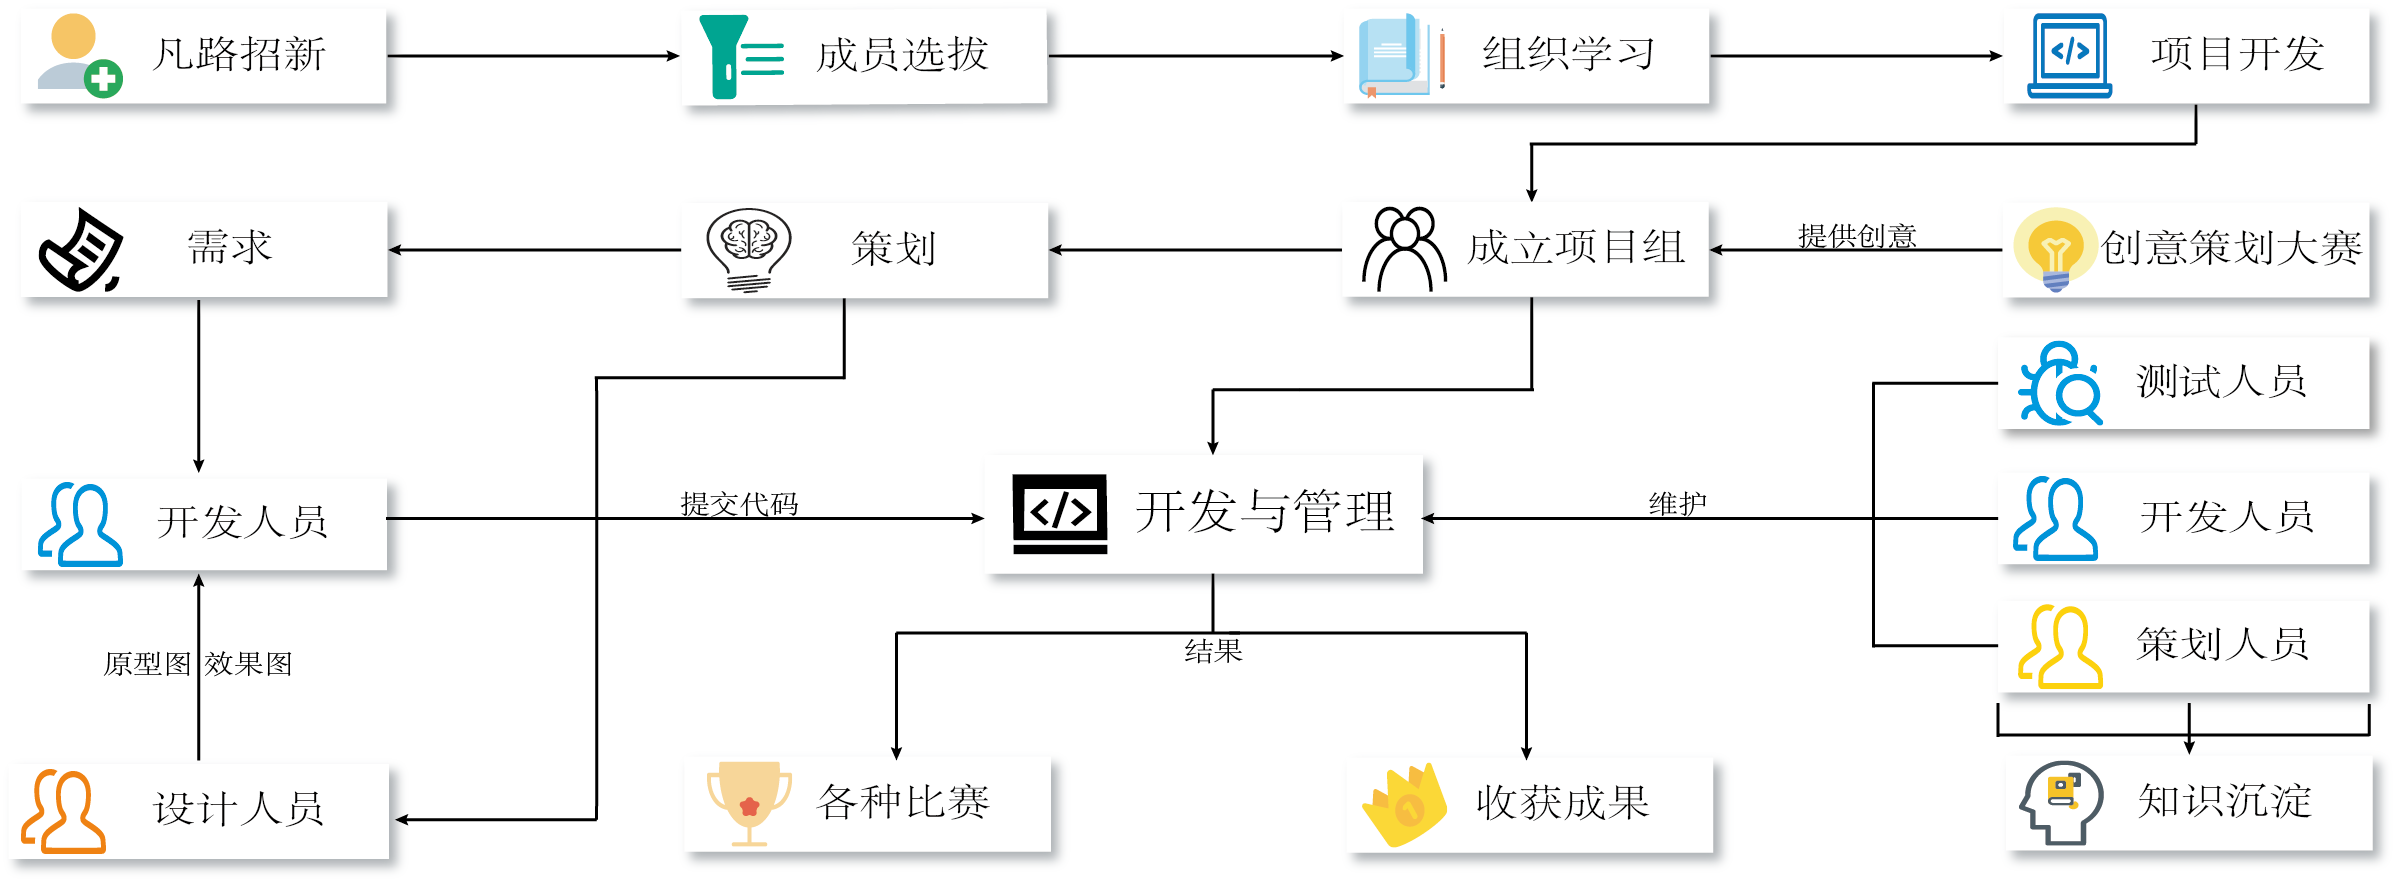 凡路招新
成员选拔
组织学习
项目开发
需求
策划
成立项目组
提供创意
创意策划大赛
测试人员
开发人员
提交代码
开发与管理
维护
开发人员
原型图 效果图
结果
策划人员
设计人员
各种比赛
收获成果
知识沉淀